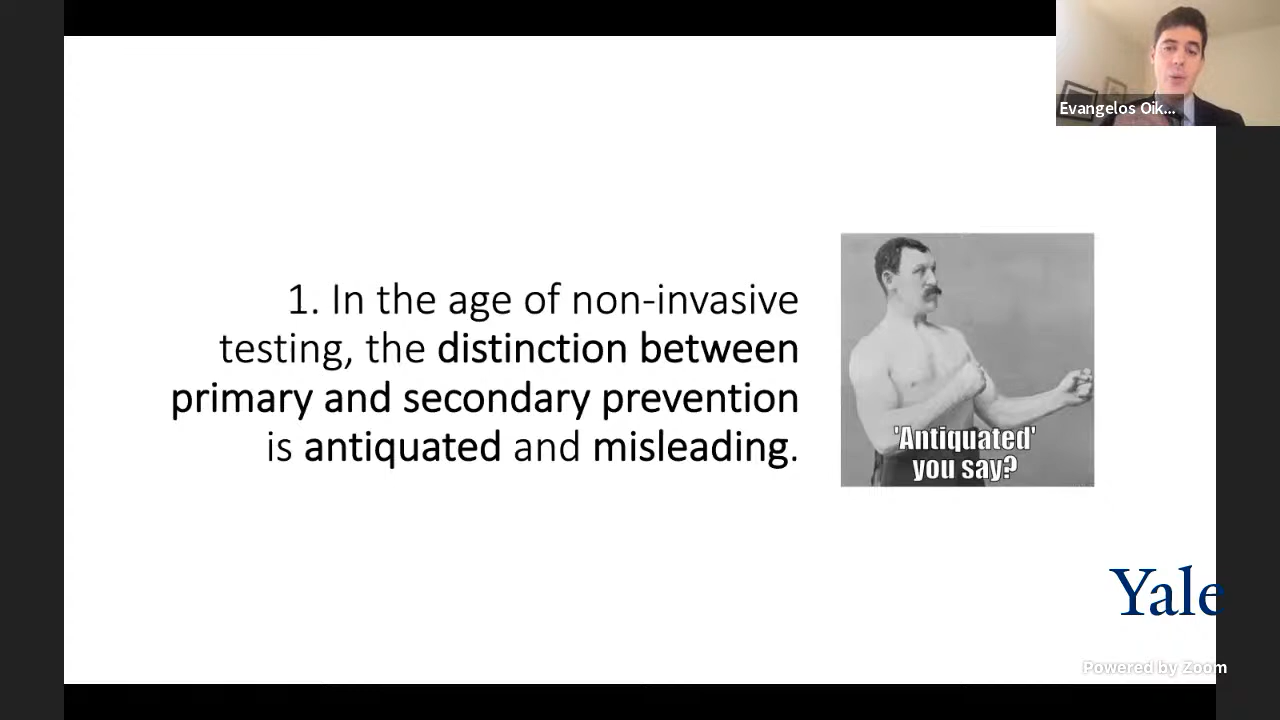 Evangelos Oik...
1. In the age of non-invasive
testing, the distinction between
primary and secondary prevention
is antiquated and misleading.
'Antiquated'
you say?
Yale
Powered by Zoom